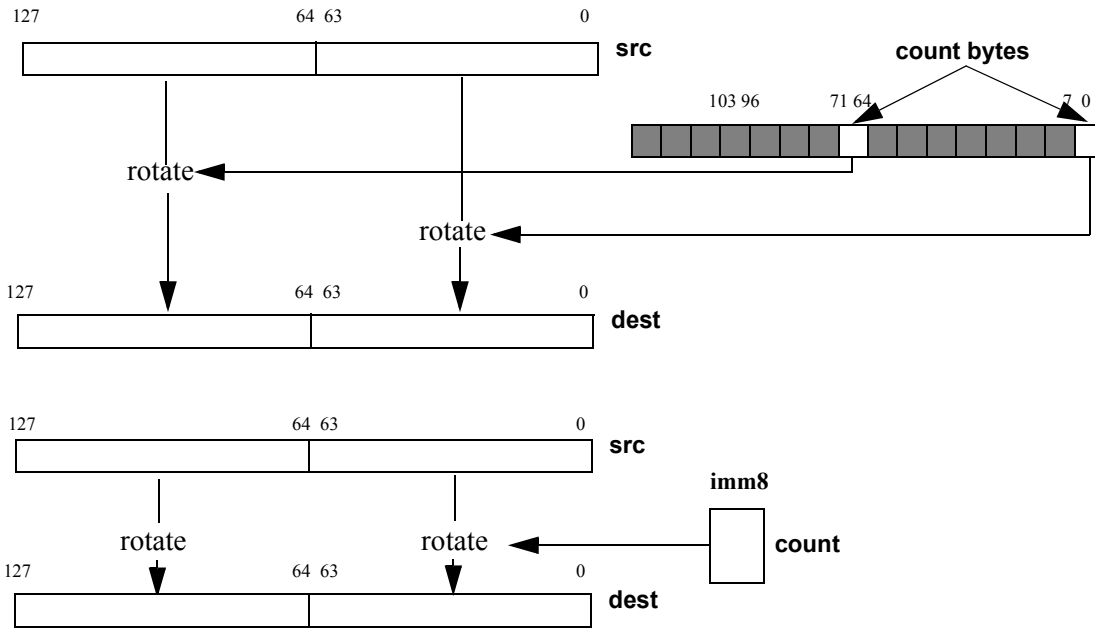 127 64 63 0
src
count bytes
103 96 71 64 7 0
rotate
rotate
127 64 63 0
dest
127 64 63 0
src
imm8
rotate rotate count
127 64 63 0
dest